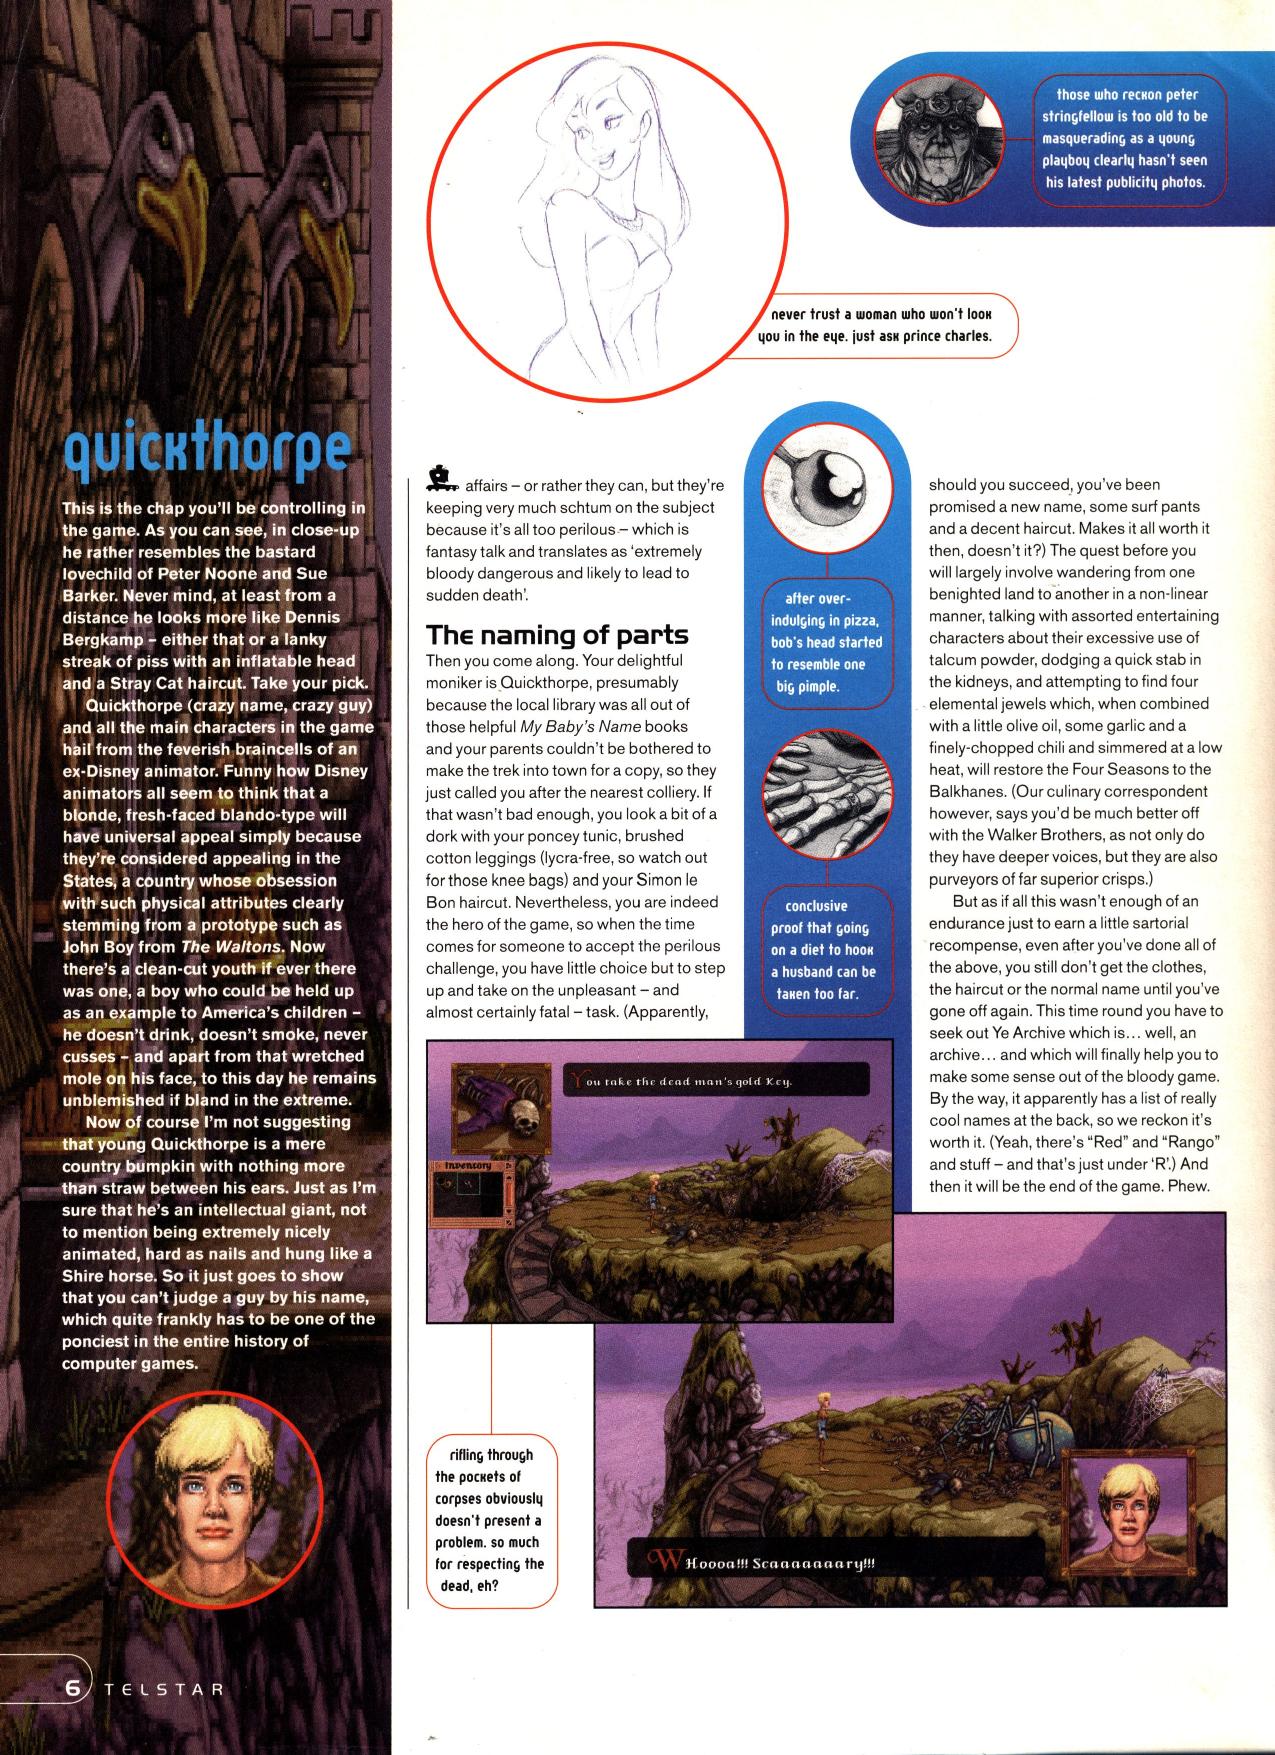 quickthorpe
This is the chap you'll be controlling in
the game. As you can see, in close-up
he rather resembles the bastard
lovechild of Peter Noone and Sue
Barker. Never mind, at least from a
distance he looks more like Dennis
Bergkamp – either that or a lanky
streak of piss with an inflatable head
and a Stray Cat haircut. Take your pick.
Quickthorpe (crazy name, crazy guy)
and all the main characters in the game
hail from the feverish braincells of an
ex-Disney animator. Funny how Disney
animators all seem to think that a
blonde, fresh-faced blando-type will
have universal appeal simply because
they're considered appealing in the
States, a country whose obsession
with such physical attributes clearly
stemming from a prototype such as
John Boy from The Waltons. Now
there's a clean-cut youth if ever there
was one, a boy who could be held up
as an example to America's children –
he doesn't drink, doesn't smoke, never
cusses – and apart from that wretched
mole on his face, to this day he remains
unblemished if bland in the extreme.
Now of course I'm not suggesting
that young Quickthorpe is a mere
country bumpkin with nothing more
than straw between his ears. Just as I'm
sure that he's an intellectual giant, not
to mention being extremely nicely
animated, hard as nails and hung like a
Shire horse. So it just goes to show
that you can't judge a guy by his name,
which quite frankly has to be one of the
ponciest in the entire history of
computer games.
6 TELSTAR
those who reckon peter
stringfellow is too old to be
masquerading as a young
playboy clearly hasn't seen
his latest publicity photos.
never trust a woman who won't look
you in the eye. just ask prince charles.
affairs – or rather they can, but they're
keeping very much schtum on the subject
because it's all too perilous – which is
fantasy talk and translates as 'extremely
bloody dangerous and likely to lead to
sudden death'.
The naming of parts
Then you come along. Your delightful
moniker is Quickthorpe, presumably
because the local library was all out of
those helpful My Baby's Name books
and your parents couldn't be bothered to
make the trek into town for a copy, so they
just called you after the nearest colliery. If
that wasn't bad enough, you look a bit of a
dork with your poncey tunic, brushed
cotton leggings (lycra-free, so watch out
for those knee bags) and your Simon le
Bon haircut. Nevertheless, you are indeed
the hero of the game, so when the time
comes for someone to accept the perilous
challenge, you have little choice but to step
up and take on the unpleasant – and
almost certainly fatal – task. (Apparently,
after over-
indulging in pizza,
bob's head started
to resemble one
big pimple.
conclusive
proof that going
on a diet to hook
a husband can be
taken too far.
should you succeed, you've been
promised a new name, some surf pants
and a decent haircut. Makes it all worth it
then, doesn't it?) The quest before you
will largely involve wandering from one
benighted land to another in a non-linear
manner, talking with assorted entertaining
characters about their excessive use of
talcum powder, dodging a quick stab in
the kidneys, and attempting to find four
elemental jewels which, when combined
with a little olive oil, some garlic and a
finely-chopped chili and simmered at a low
heat, will restore the Four Seasons to the
Balkhanes. (Our culinary correspondent
however, says you'd be much better off
with the Walker Brothers, as not only do
they have deeper voices, but they are also
purveyors of far superior crisps.)
But as if all this wasn't enough of an
endurance just to earn a little sartorial
recompense, even after you've done all of
the above, you still don't get the clothes,
the haircut or the normal name until you've
gone off again. This time round you have to
seek out Ye Archive which is... well, an
archive... and which will finally help you to
make some sense out of the bloody game.
By the way, it apparently has a list of really
cool names at the back, so we reckon it's
worth it. (Yeah, there's "Red" and "Rango"
and stuff – and that's just under 'R'.) And
then it will be the end of the game. Phew.
You take the dead man's gold Key.
Inventory
rifling through
the pockets of
corpses obviously
doesn't present a
problem. so much
for respecting the
dead, eh?
WHoooa!!! Scaaaaaaary!!!